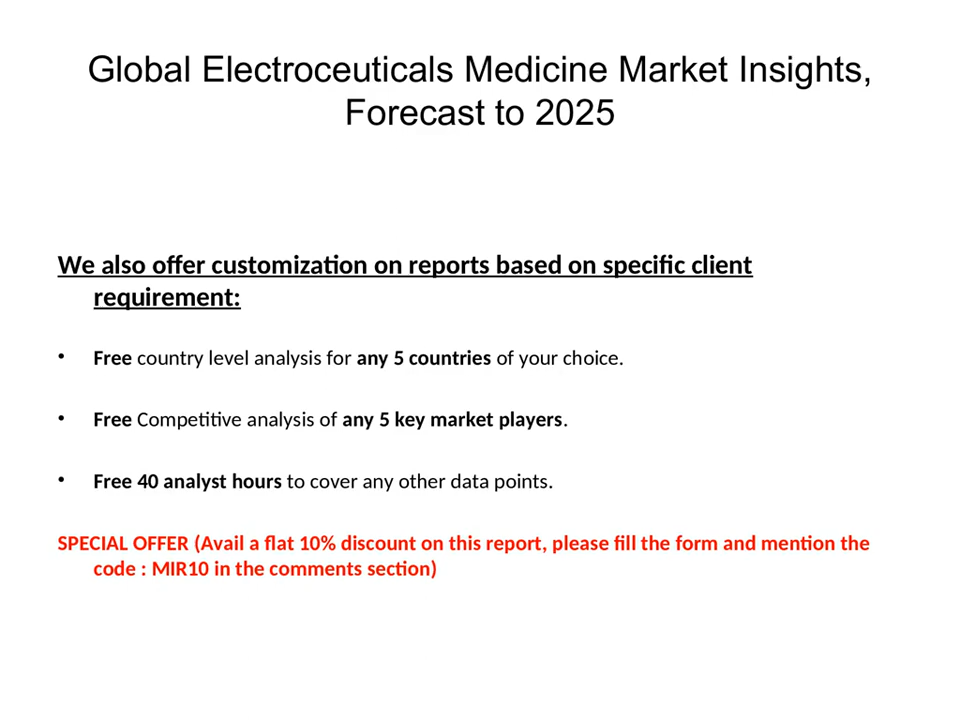 Global Electroceuticals Medicine Market Insights,
Forecast to 2025
We also offer customization on reports based on specific client
requirement:
• Free country level analysis for any 5 countries of your choice.
• Free Competitive analysis of any 5 key market players.
• Free 40 analyst hours to cover any other data points.
SPECIAL OFFER (Avail a flat 10% discount on this report, please fill the form and mention the
code : MIR10 in the comments section)